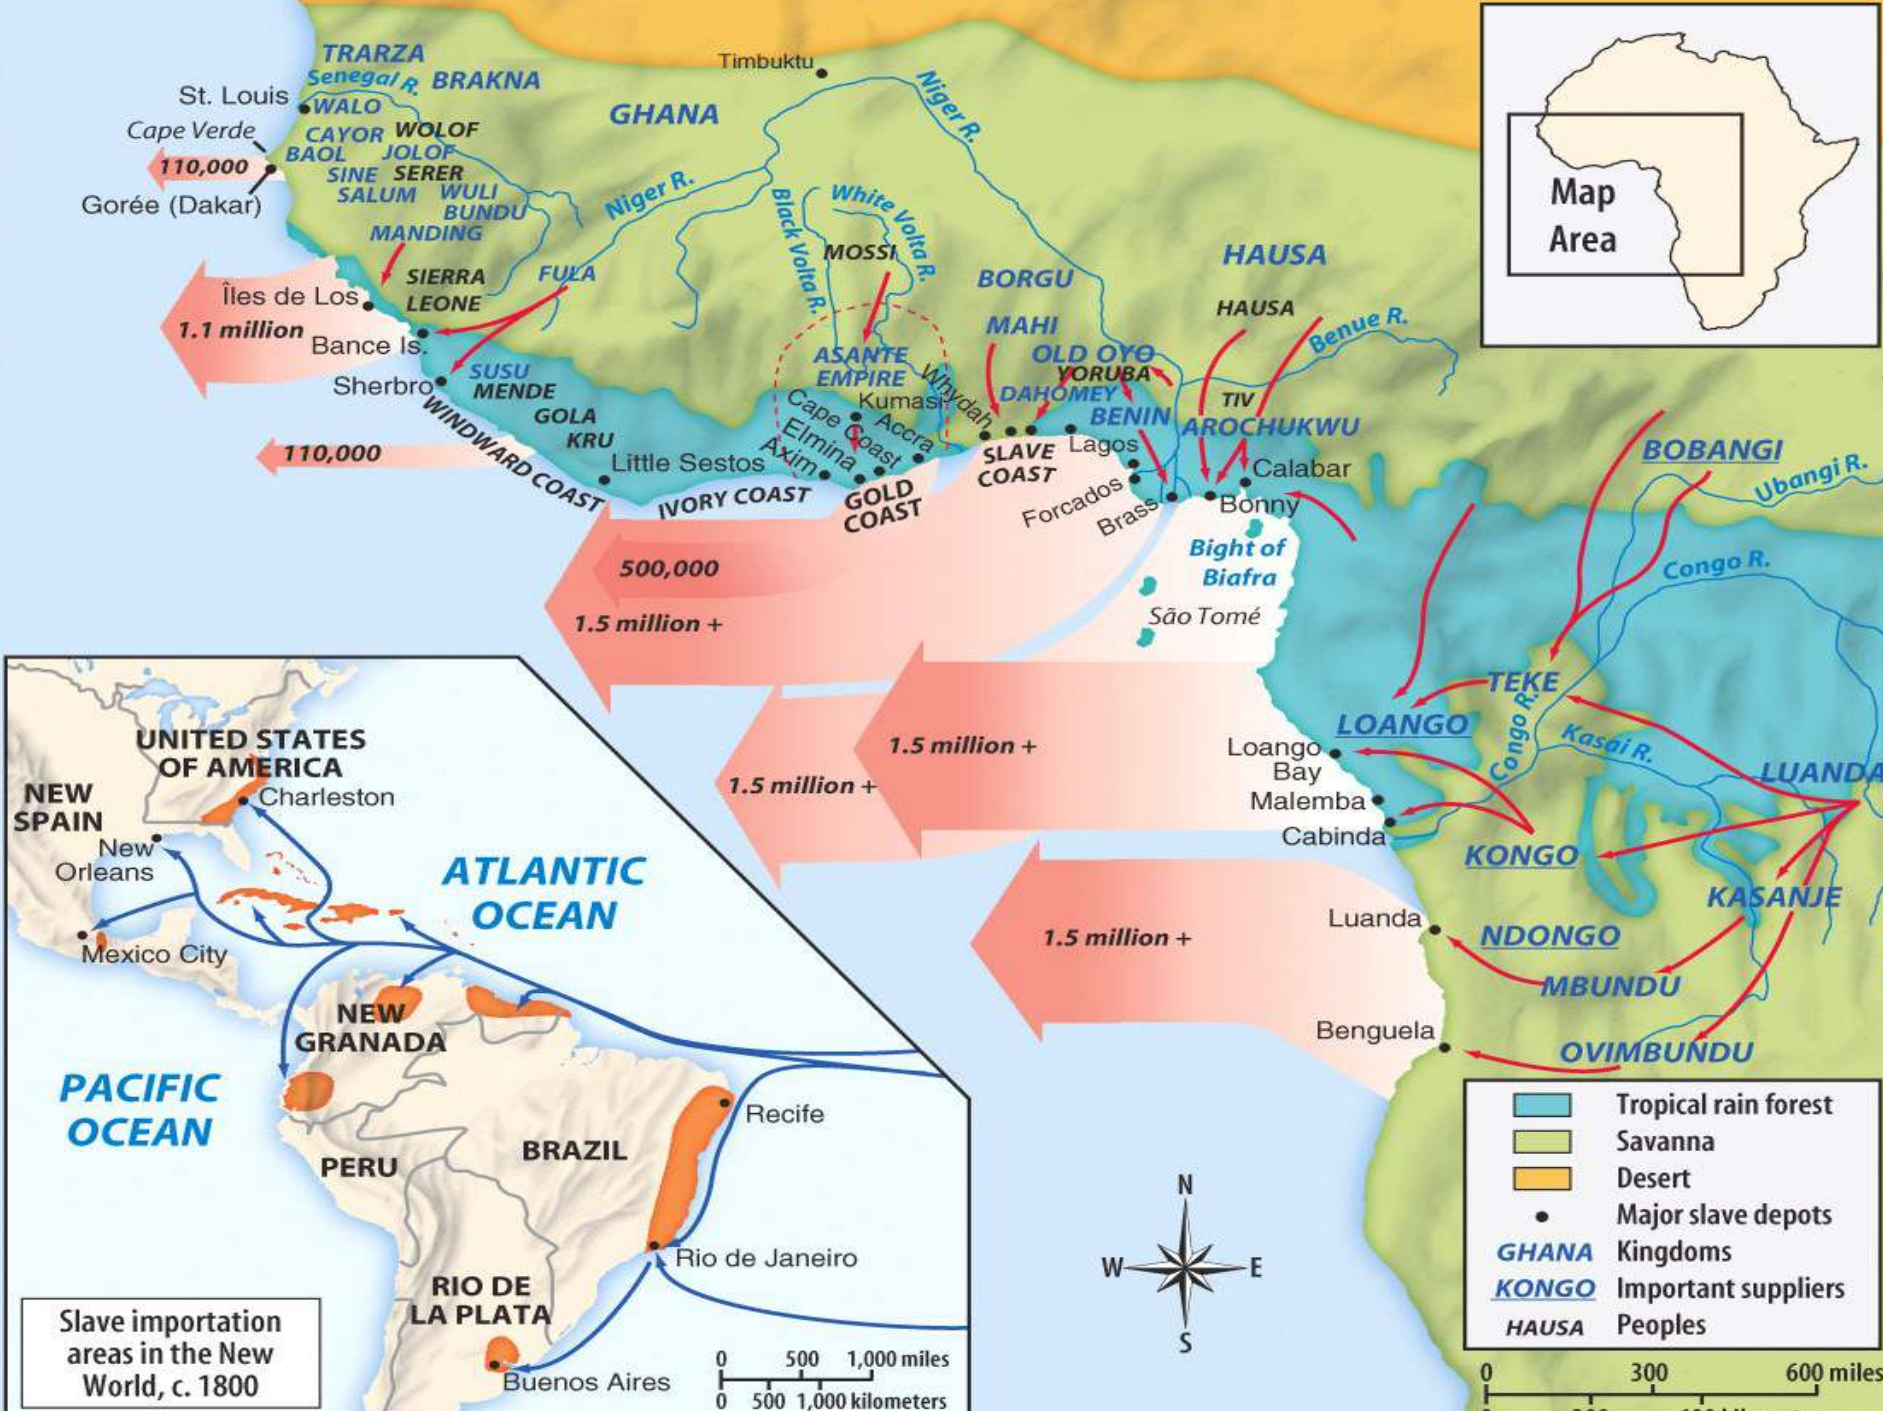 TRARZA
Senegal R.
BRAKNA
St. Louis
WALO
Cape Verde
CAYOR
WOLOF
BAOL
JOLOF
110,000
SINE
SERER
SALUM
WULI
Gorée (Dakar)
BUNDU
MANDING
Timbuktu
GHANA
Niger R.
Niger R.
Black Volta R.
White Volta R.
MOSSI
SIERRA
LEONE
FULA
Îles de Los
1.1 million
Bance Is.
Sherbro
SUSU
MENDE
GOLA
KRU
WINDWARD COAST
110,000
Little Sestos
IVORY COAST
ASANTE
EMPIRE
Kumasi
Cape Coast
Accra
Elmina
Axim
GOLD
COAST
Whydah
BORGU
MAHI
OLD OYO
YORUBA
DAHOMEY
BENIN
SLAVE
COAST
Lagos
Forcados
Brass
HAUSA
HAUSA
Benue R.
TIV
AROCHUKWU
Calabar
Bonny
Bight of
Biafra
São Tomé
500,000
1.5 million +
1.5 million +
1.5 million +
1.5 million +
BOBANGI
Ubangi R.
Congo R.
TEKE
Congo R.
Kasai R.
LOANGO
Loango
Bay
Malemba
Cabinda
LUANDA
KONGO
KASANJE
Luanda
NDONGO
MBUNDU
Benguela
OVIMBUNDU
Map
Area
UNITED STATES
OF AMERICA
NEW
SPAIN
Charleston
New
Orleans
Mexico City
ATLANTIC
OCEAN
PACIFIC
OCEAN
NEW
GRANADA
PERU
BRAZIL
Recife
Rio de Janeiro
RIO DE
LA PLATA
Buenos Aires
Slave importation
areas in the New
World, c. 1800
0 500 1,000 miles
0 500 1,000 kilometers
N
W E
S
Tropical rain forest
Savanna
Desert
Major slave depots
GHANA Kingdoms
KONGO Important suppliers
HAUSA Peoples
0 300 600 miles